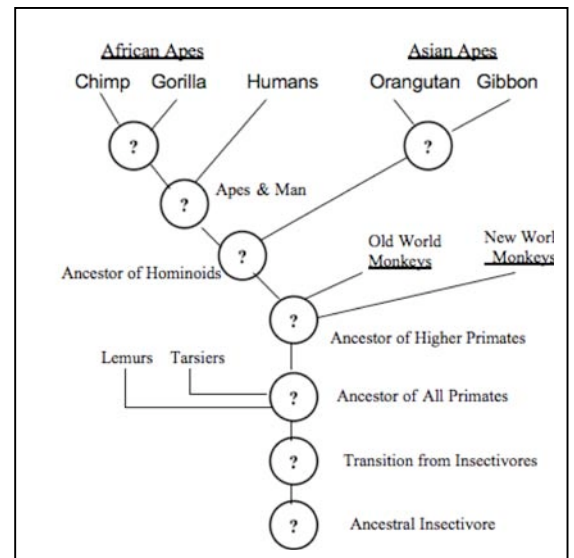 African Apes
Asian Apes
Chimp Gorilla Humans Orangutan Gibbon
?
?
?
Apes & Man
?
Old World
Monkeys
New Worl
Monkeys
Ancestor of Hominoids
?
Ancestor of Higher Primates
Lemurs Tarsiers
?
Ancestor of All Primates
?
Transition from Insectivores
?
Ancestral Insectivore